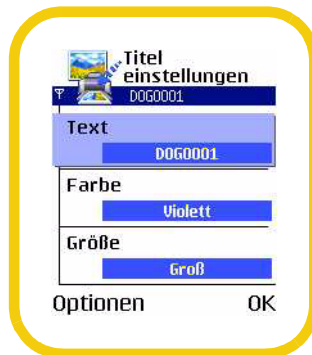 Titel
einstellungen
DOG0001
Text
DOG0001
Farbe
Violett
Größe
Groß
Optionen OK